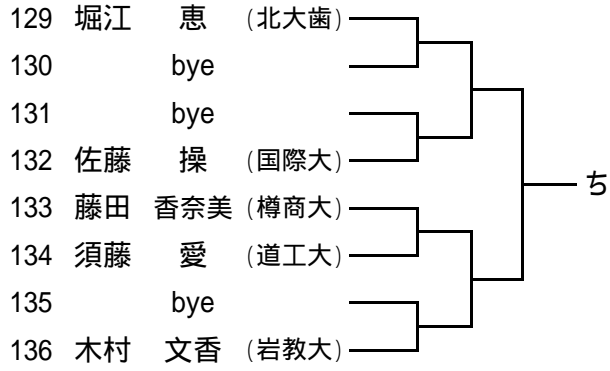 129 堀江 恵 (北大歯)
130 bye
131 bye
132 佐藤 操 (国際大)
133 藤田 香奈美 (樽商大)
134 須藤 愛 (道工大)
135 bye
136 木村 文香 (岩教大)
ち